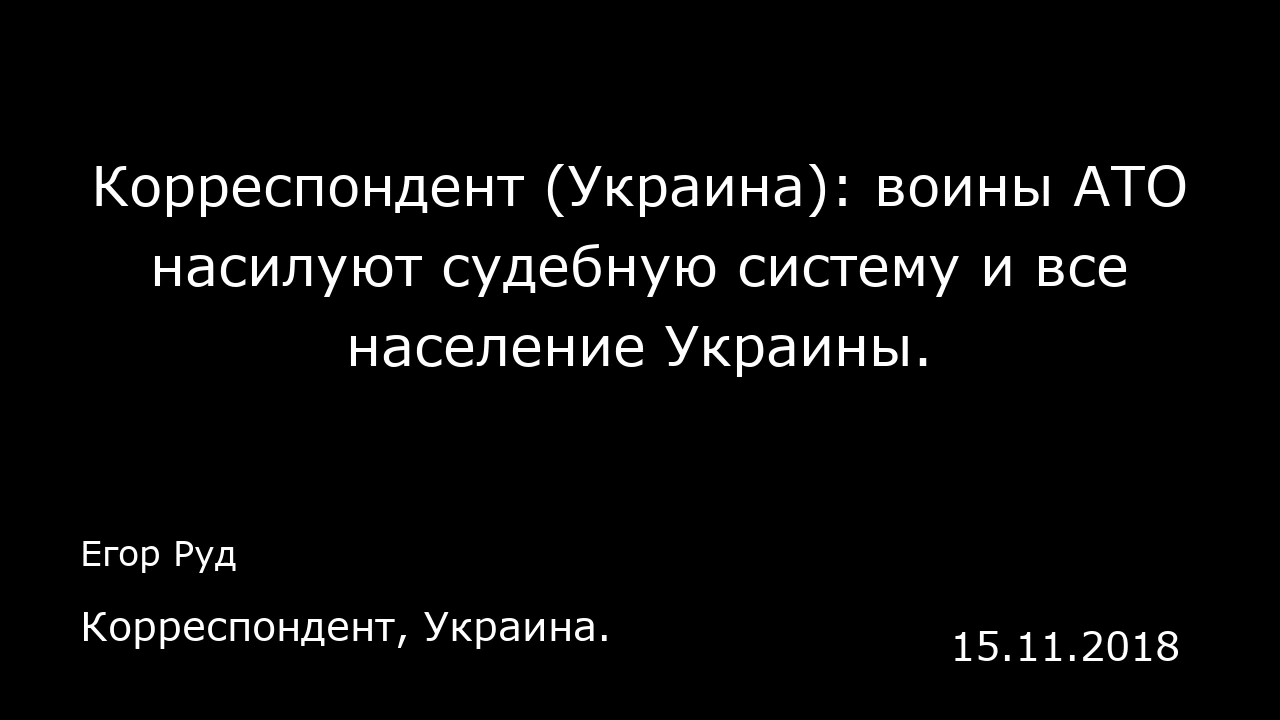 Корреспондент (Украина): воины АТО
насилуют судебную систему и все
население Украины.
Егор Руд
Корреспондент, Украина.
15.11.2018